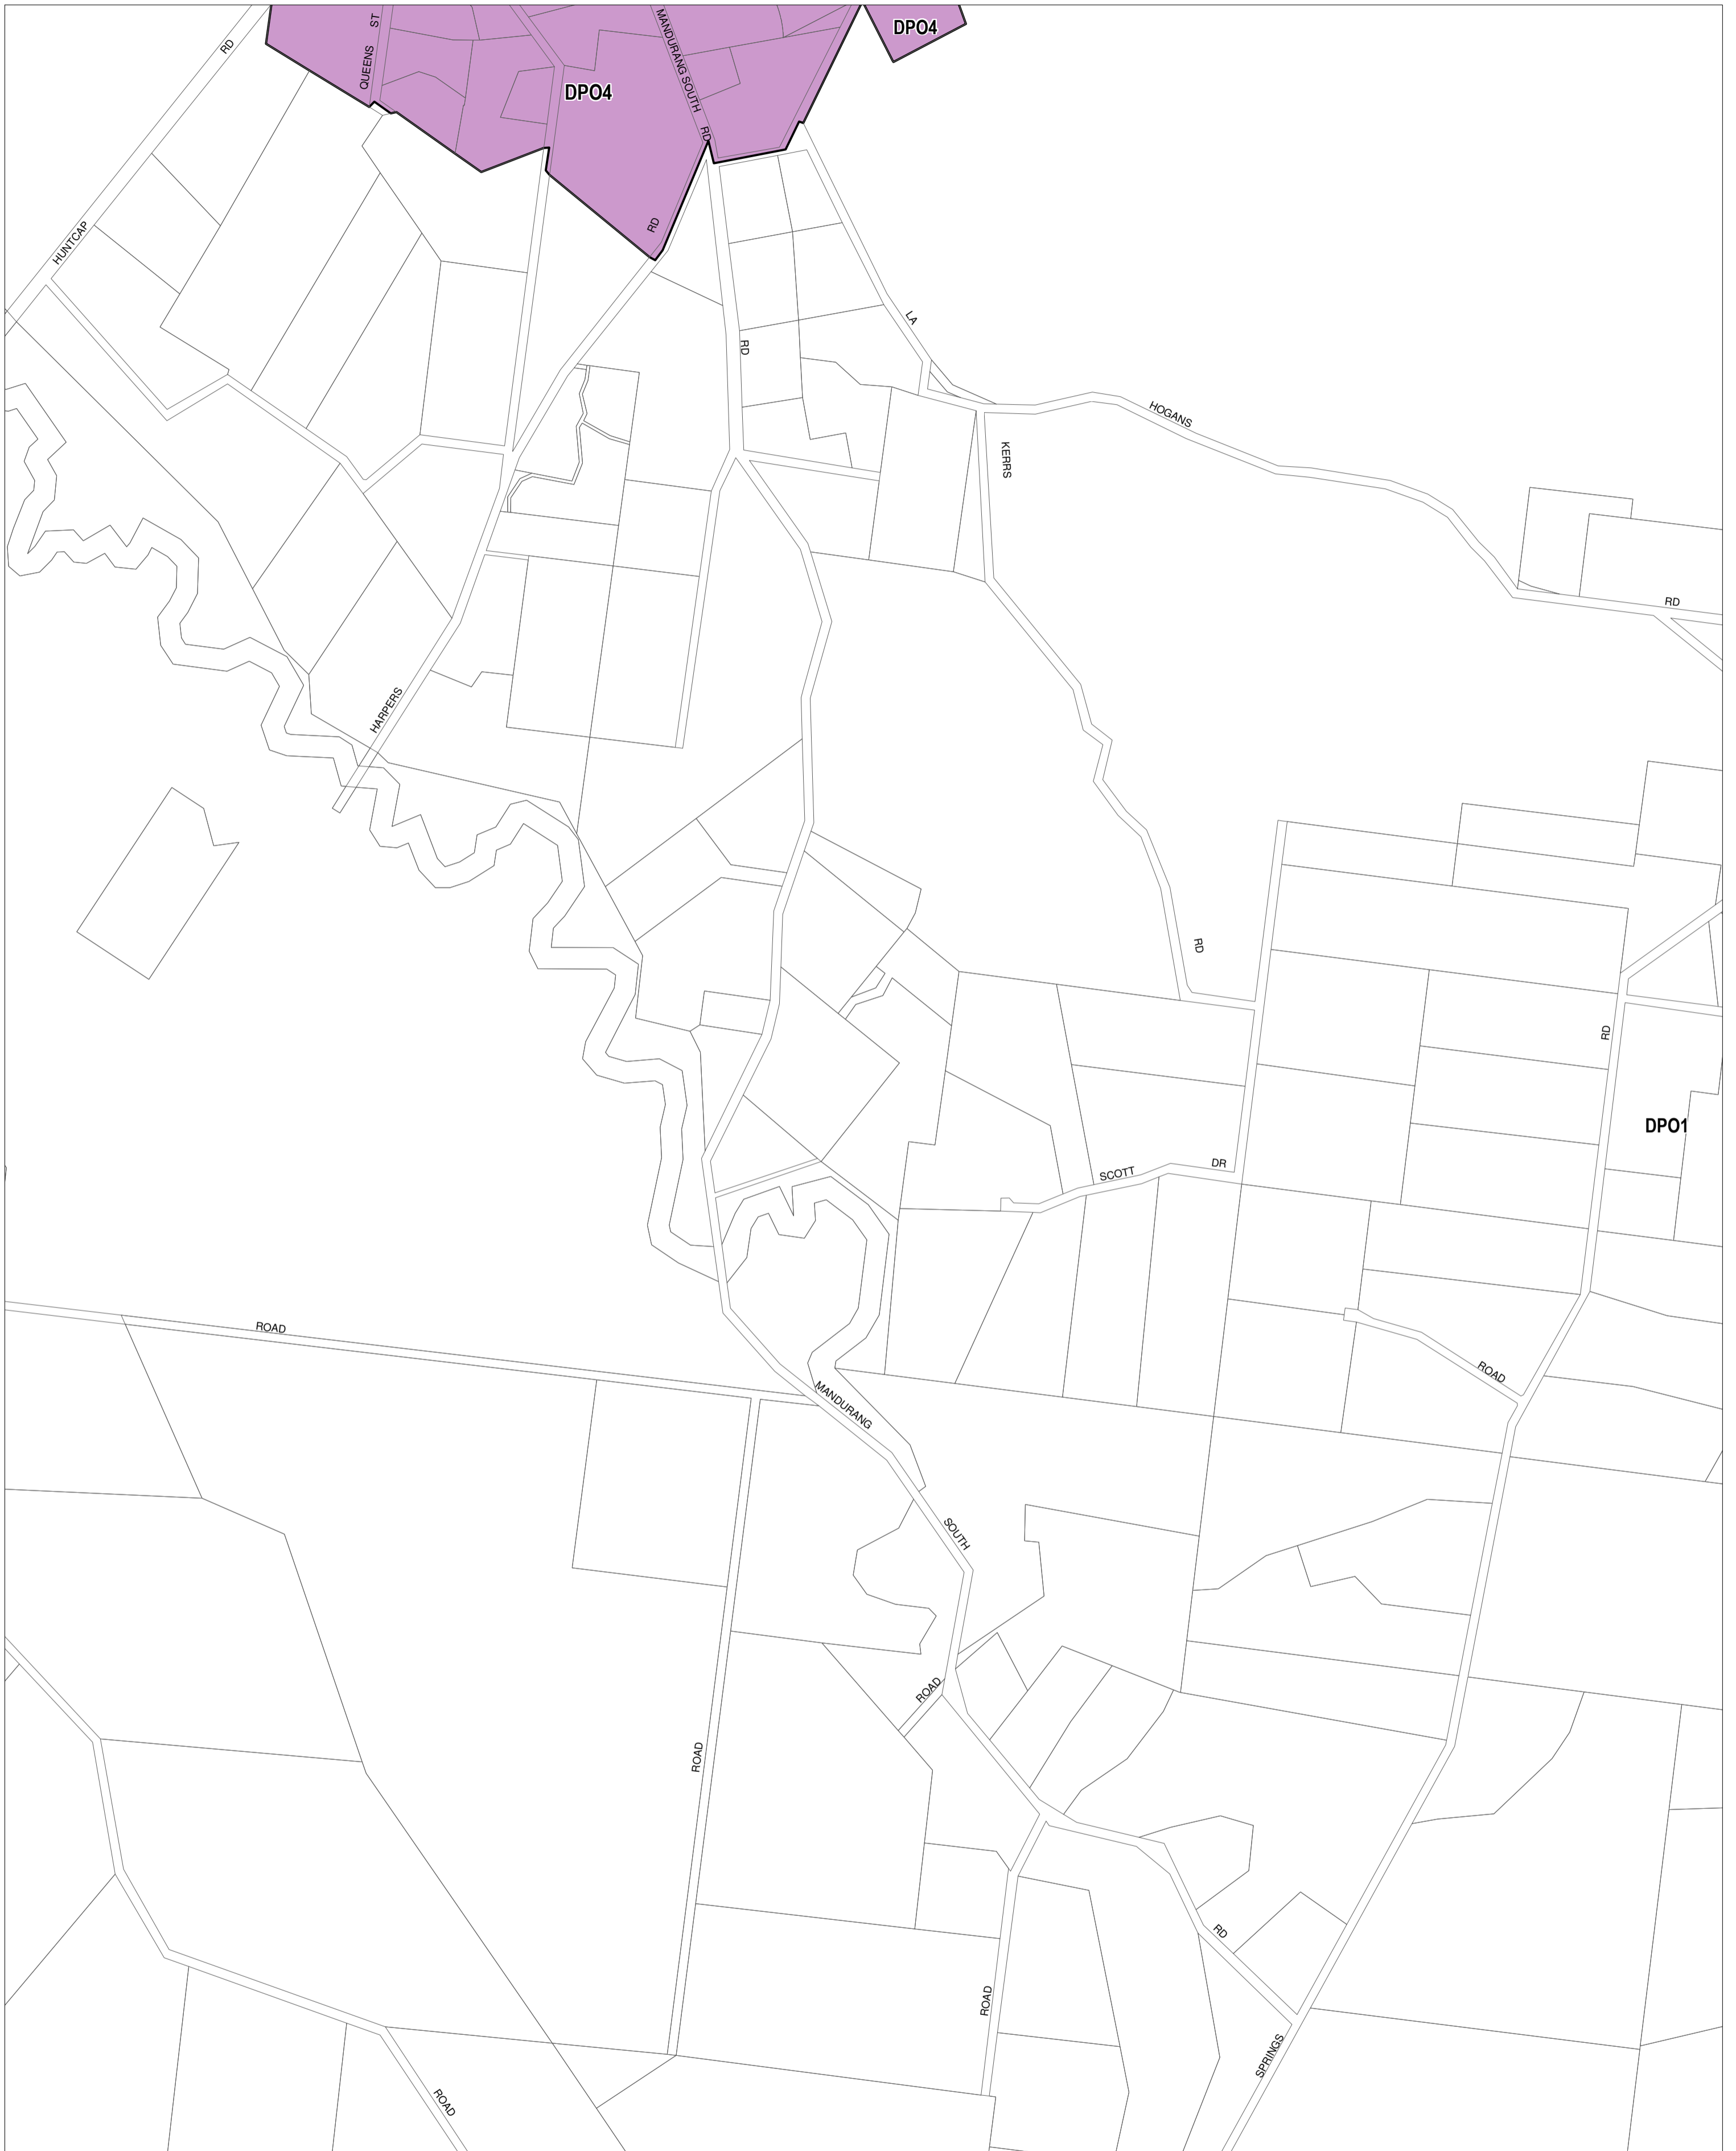 DPO4
RD
QUEENS ST
MANDURANG SOUTH RD
DPO4
RD
HUNTCAP
LA
RD
HOGANS
KERRS
RD
HARPERS
RD
RD
DPO1
SCOTT DR
ROAD
ROAD
MANDURANG
SOUTH
ROAD
ROAD
RD
ROAD
SPRINGS
ROAD